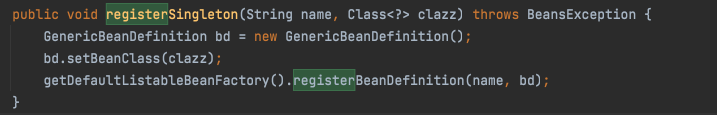 public void registerSingleton(String name, Class<?> clazz) throws BeansException {
    GenericBeanDefinition bd = new GenericBeanDefinition();
    bd.setBeanClass(clazz);
    getDefaultListableBeanFactory().registerBeanDefinition(name, bd);
}